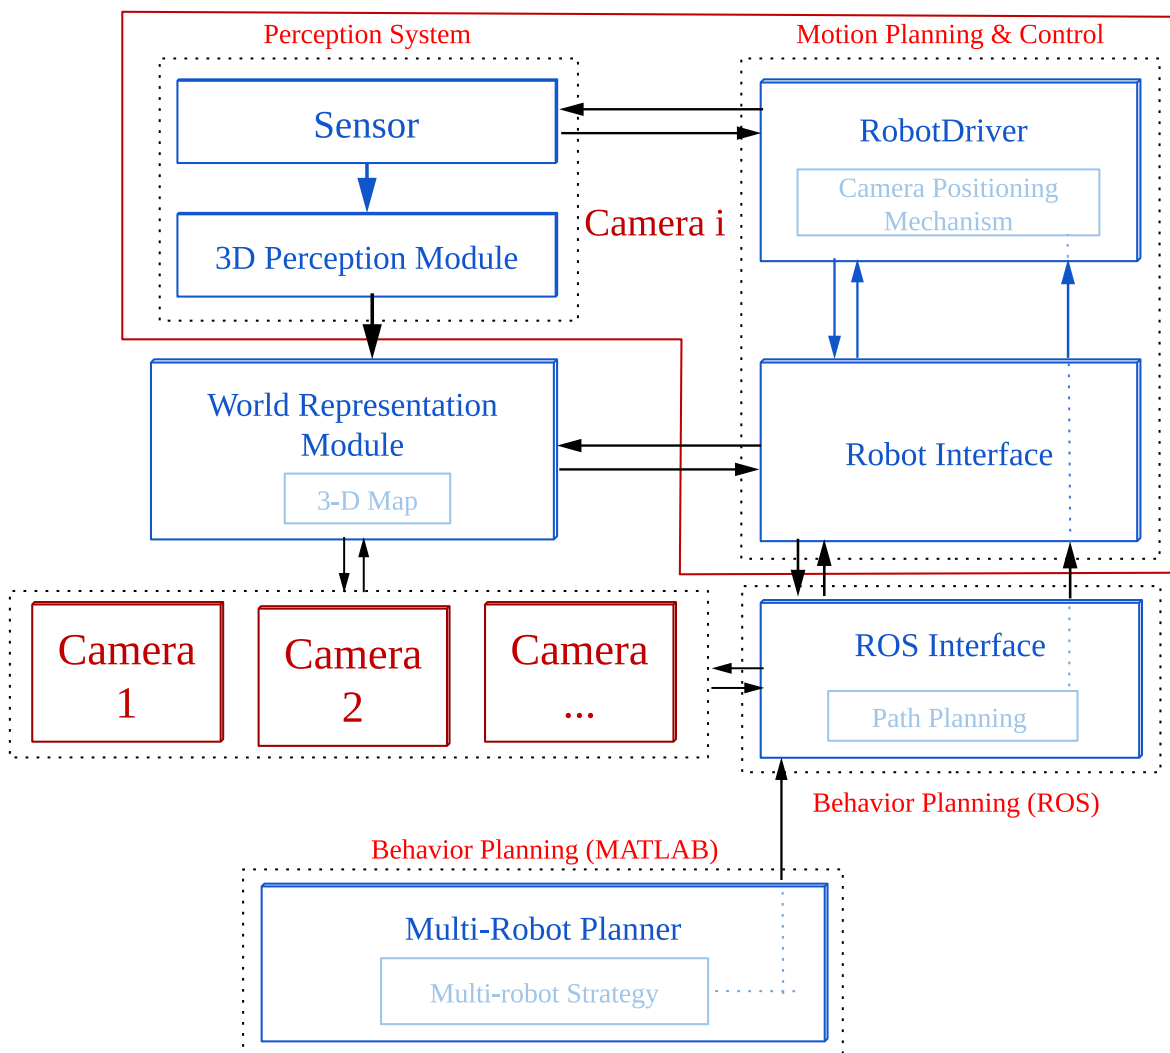 Perception System
Motion Planning & Control
Sensor
RobotDriver
Camera Positioning
Mechanism
Camera i
3D Perception Module
World Representation
Module
3-D Map
Robot Interface
Camera
1
Camera
2
Camera
...
ROS Interface
Path Planning
Behavior Planning (ROS)
Behavior Planning (MATLAB)
Multi-Robot Planner
Multi-robot Strategy